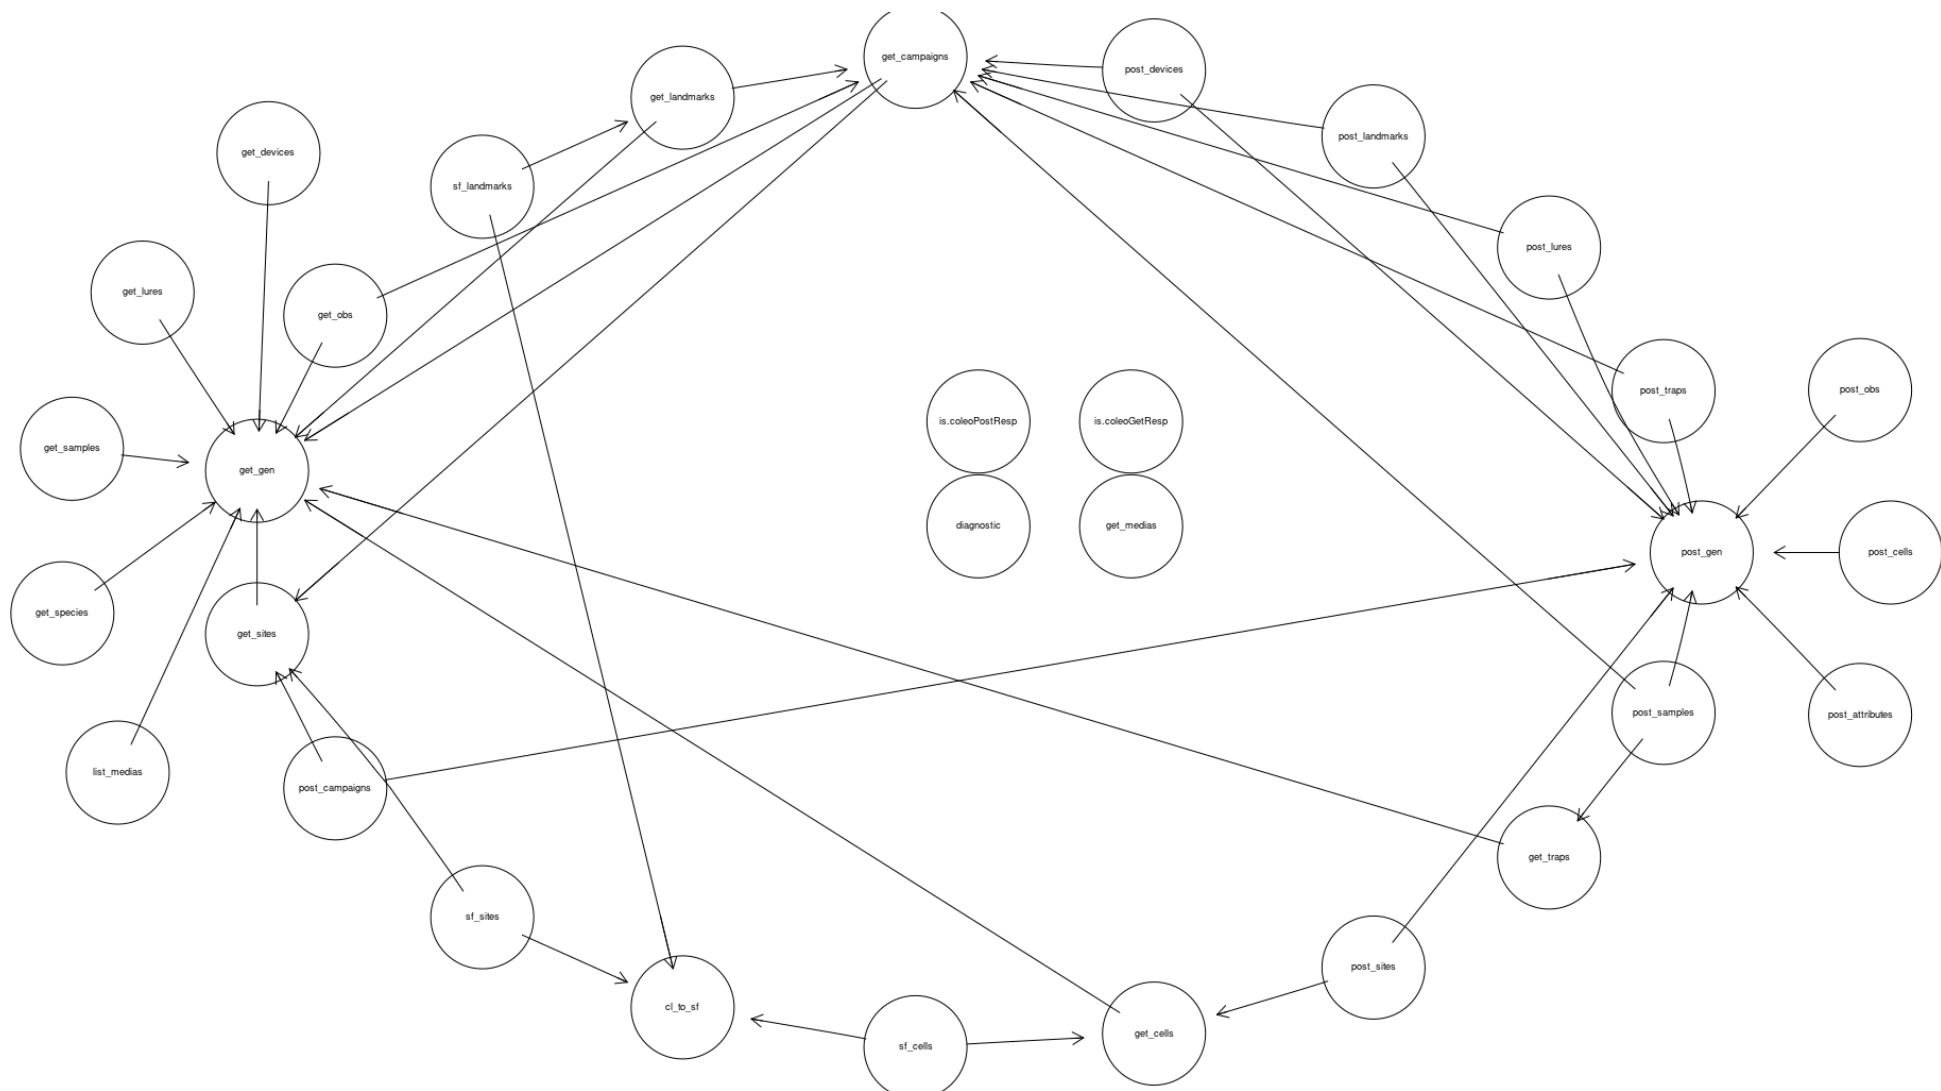 get_campaigns
post_devices
get_landmarks
post_landmarks
get_devices
sf_landmarks
post_lures
get_lures
get_obs
post_traps
post_obs
is.coleoPostResp
is.coleoGetResp
get_samples
get_gen
diagnostic
get_medias
post_gen
post_cells
get_species
get_sites
post_samples
post_attributes
list_medias
post_campaigns
get_traps
sf_sites
post_sites
cl_to_sf
get_cells
sf_cells